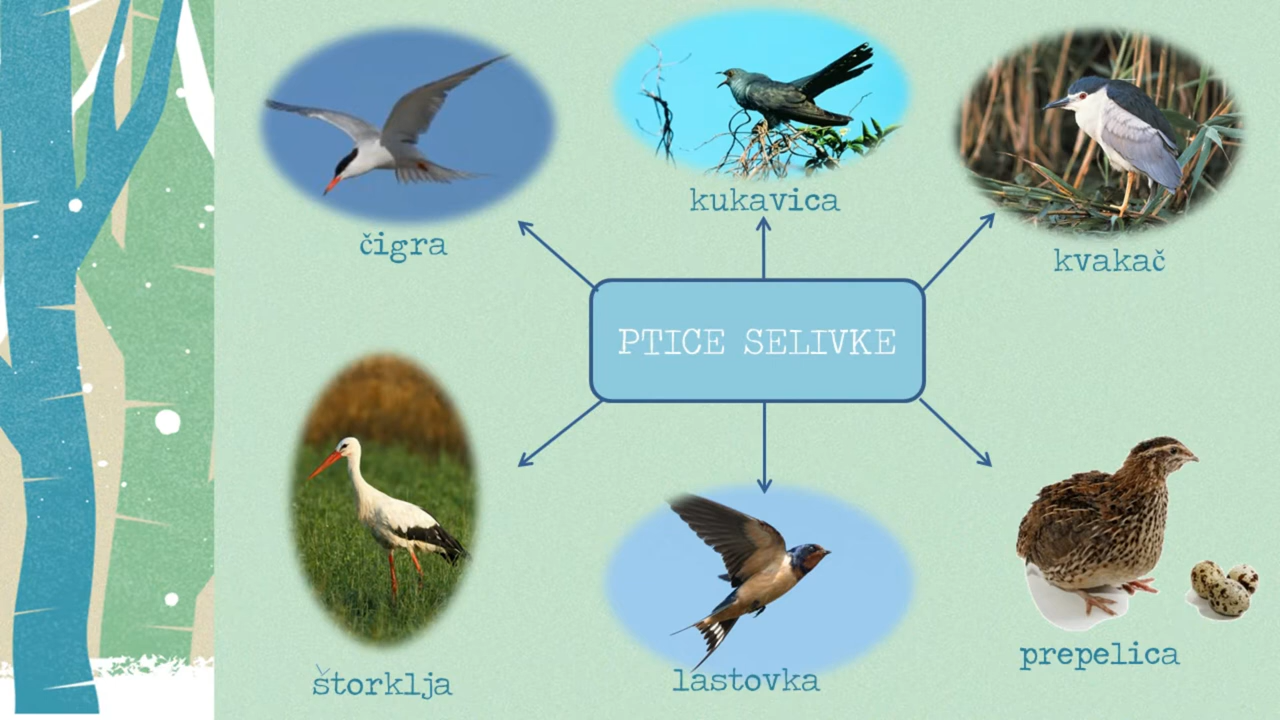 kukavica
čigra
kvakač
PTICE SELIVKE
štorklja
lastovka
prepelica